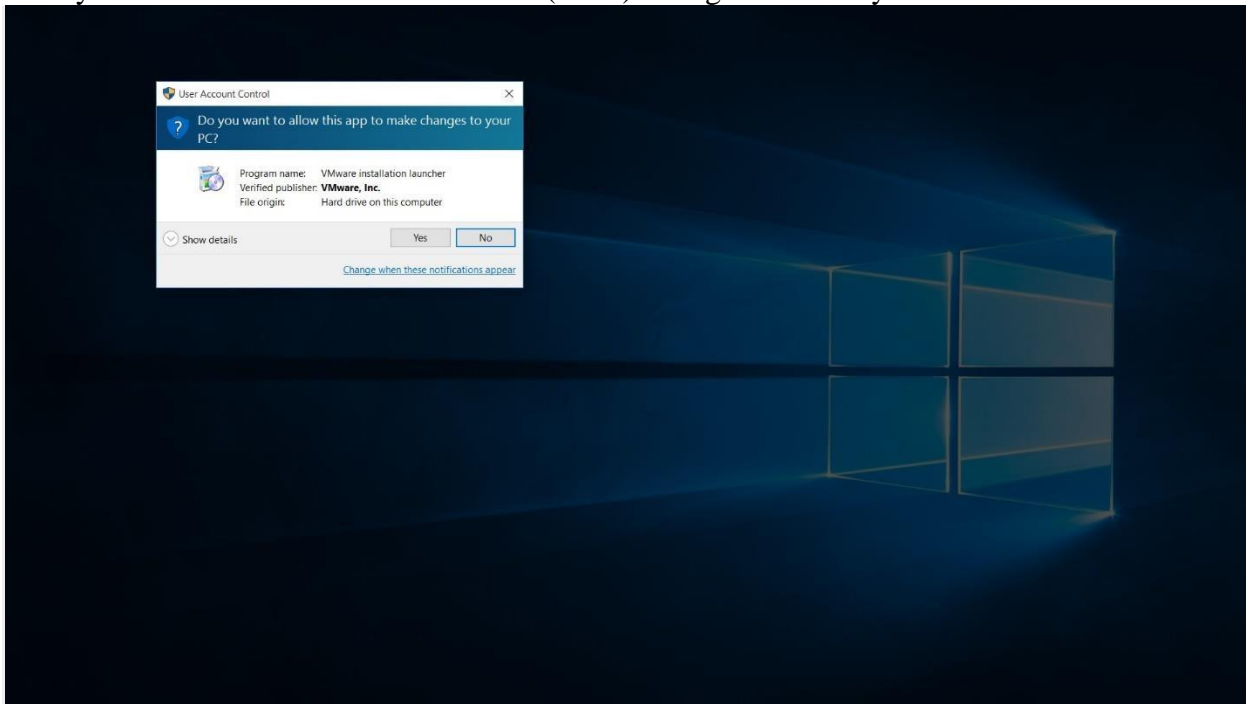 User Account Control
Do you want to allow this app to make changes to your
PC?
Program name: VMware installation launcher
Verified publisher: VMware, Inc.
File origin: Hard drive on this computer
Show details
Yes No
Change when these notifications appear